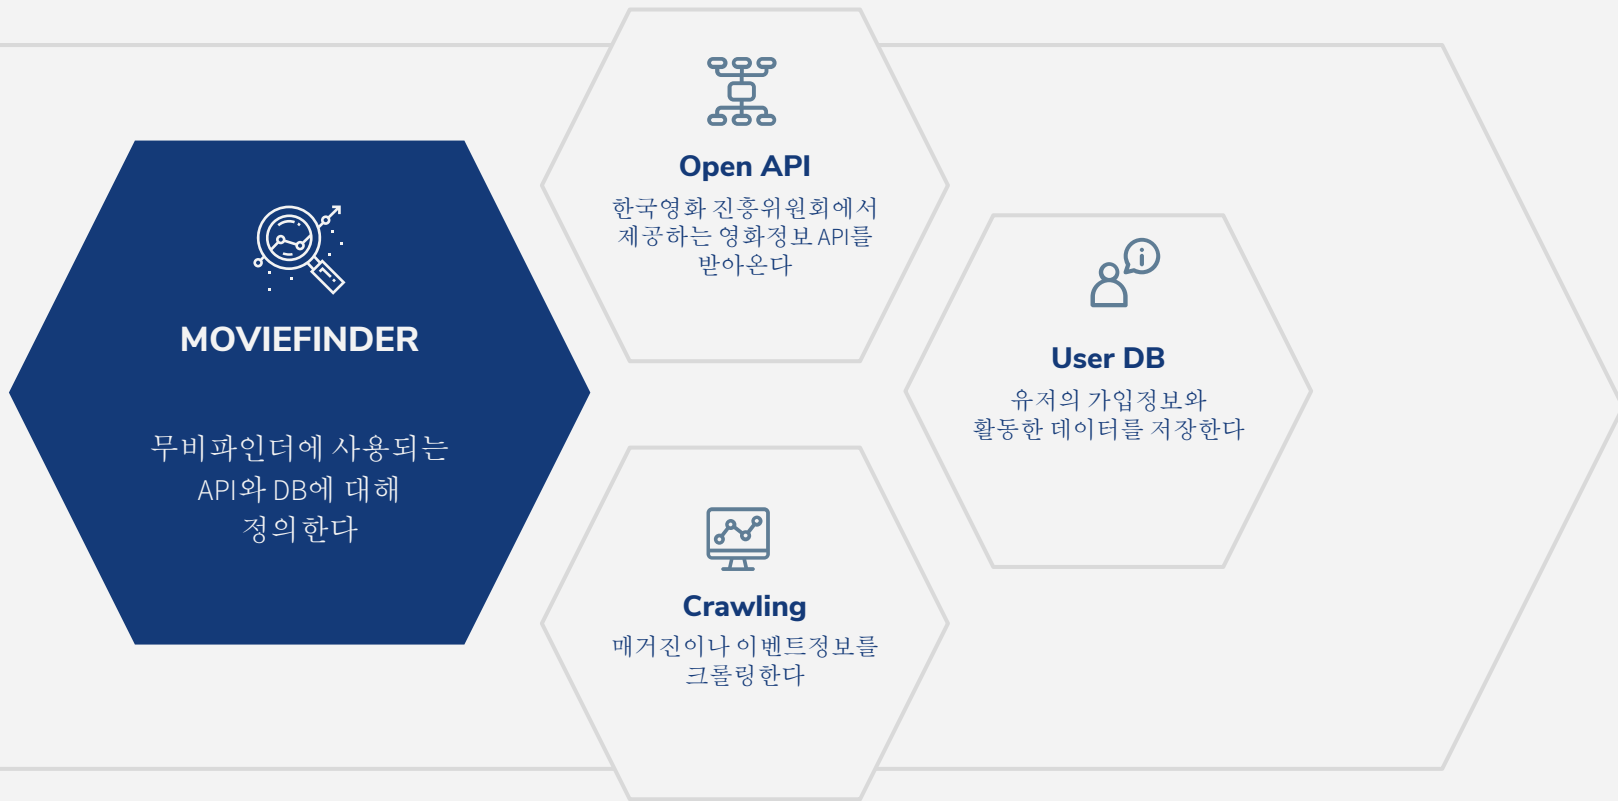 MOVIEFINDER
무비파인더에 사용되는
API와 DB에 대해
정의한다
Open API
한국영화 진흥위원회에서
제공하는 영화정보 API를
받아온다
User DB
유저의 가입정보와
활동한 데이터를 저장한다
Crawling
매거진이나 이벤트정보를
크롤링한다